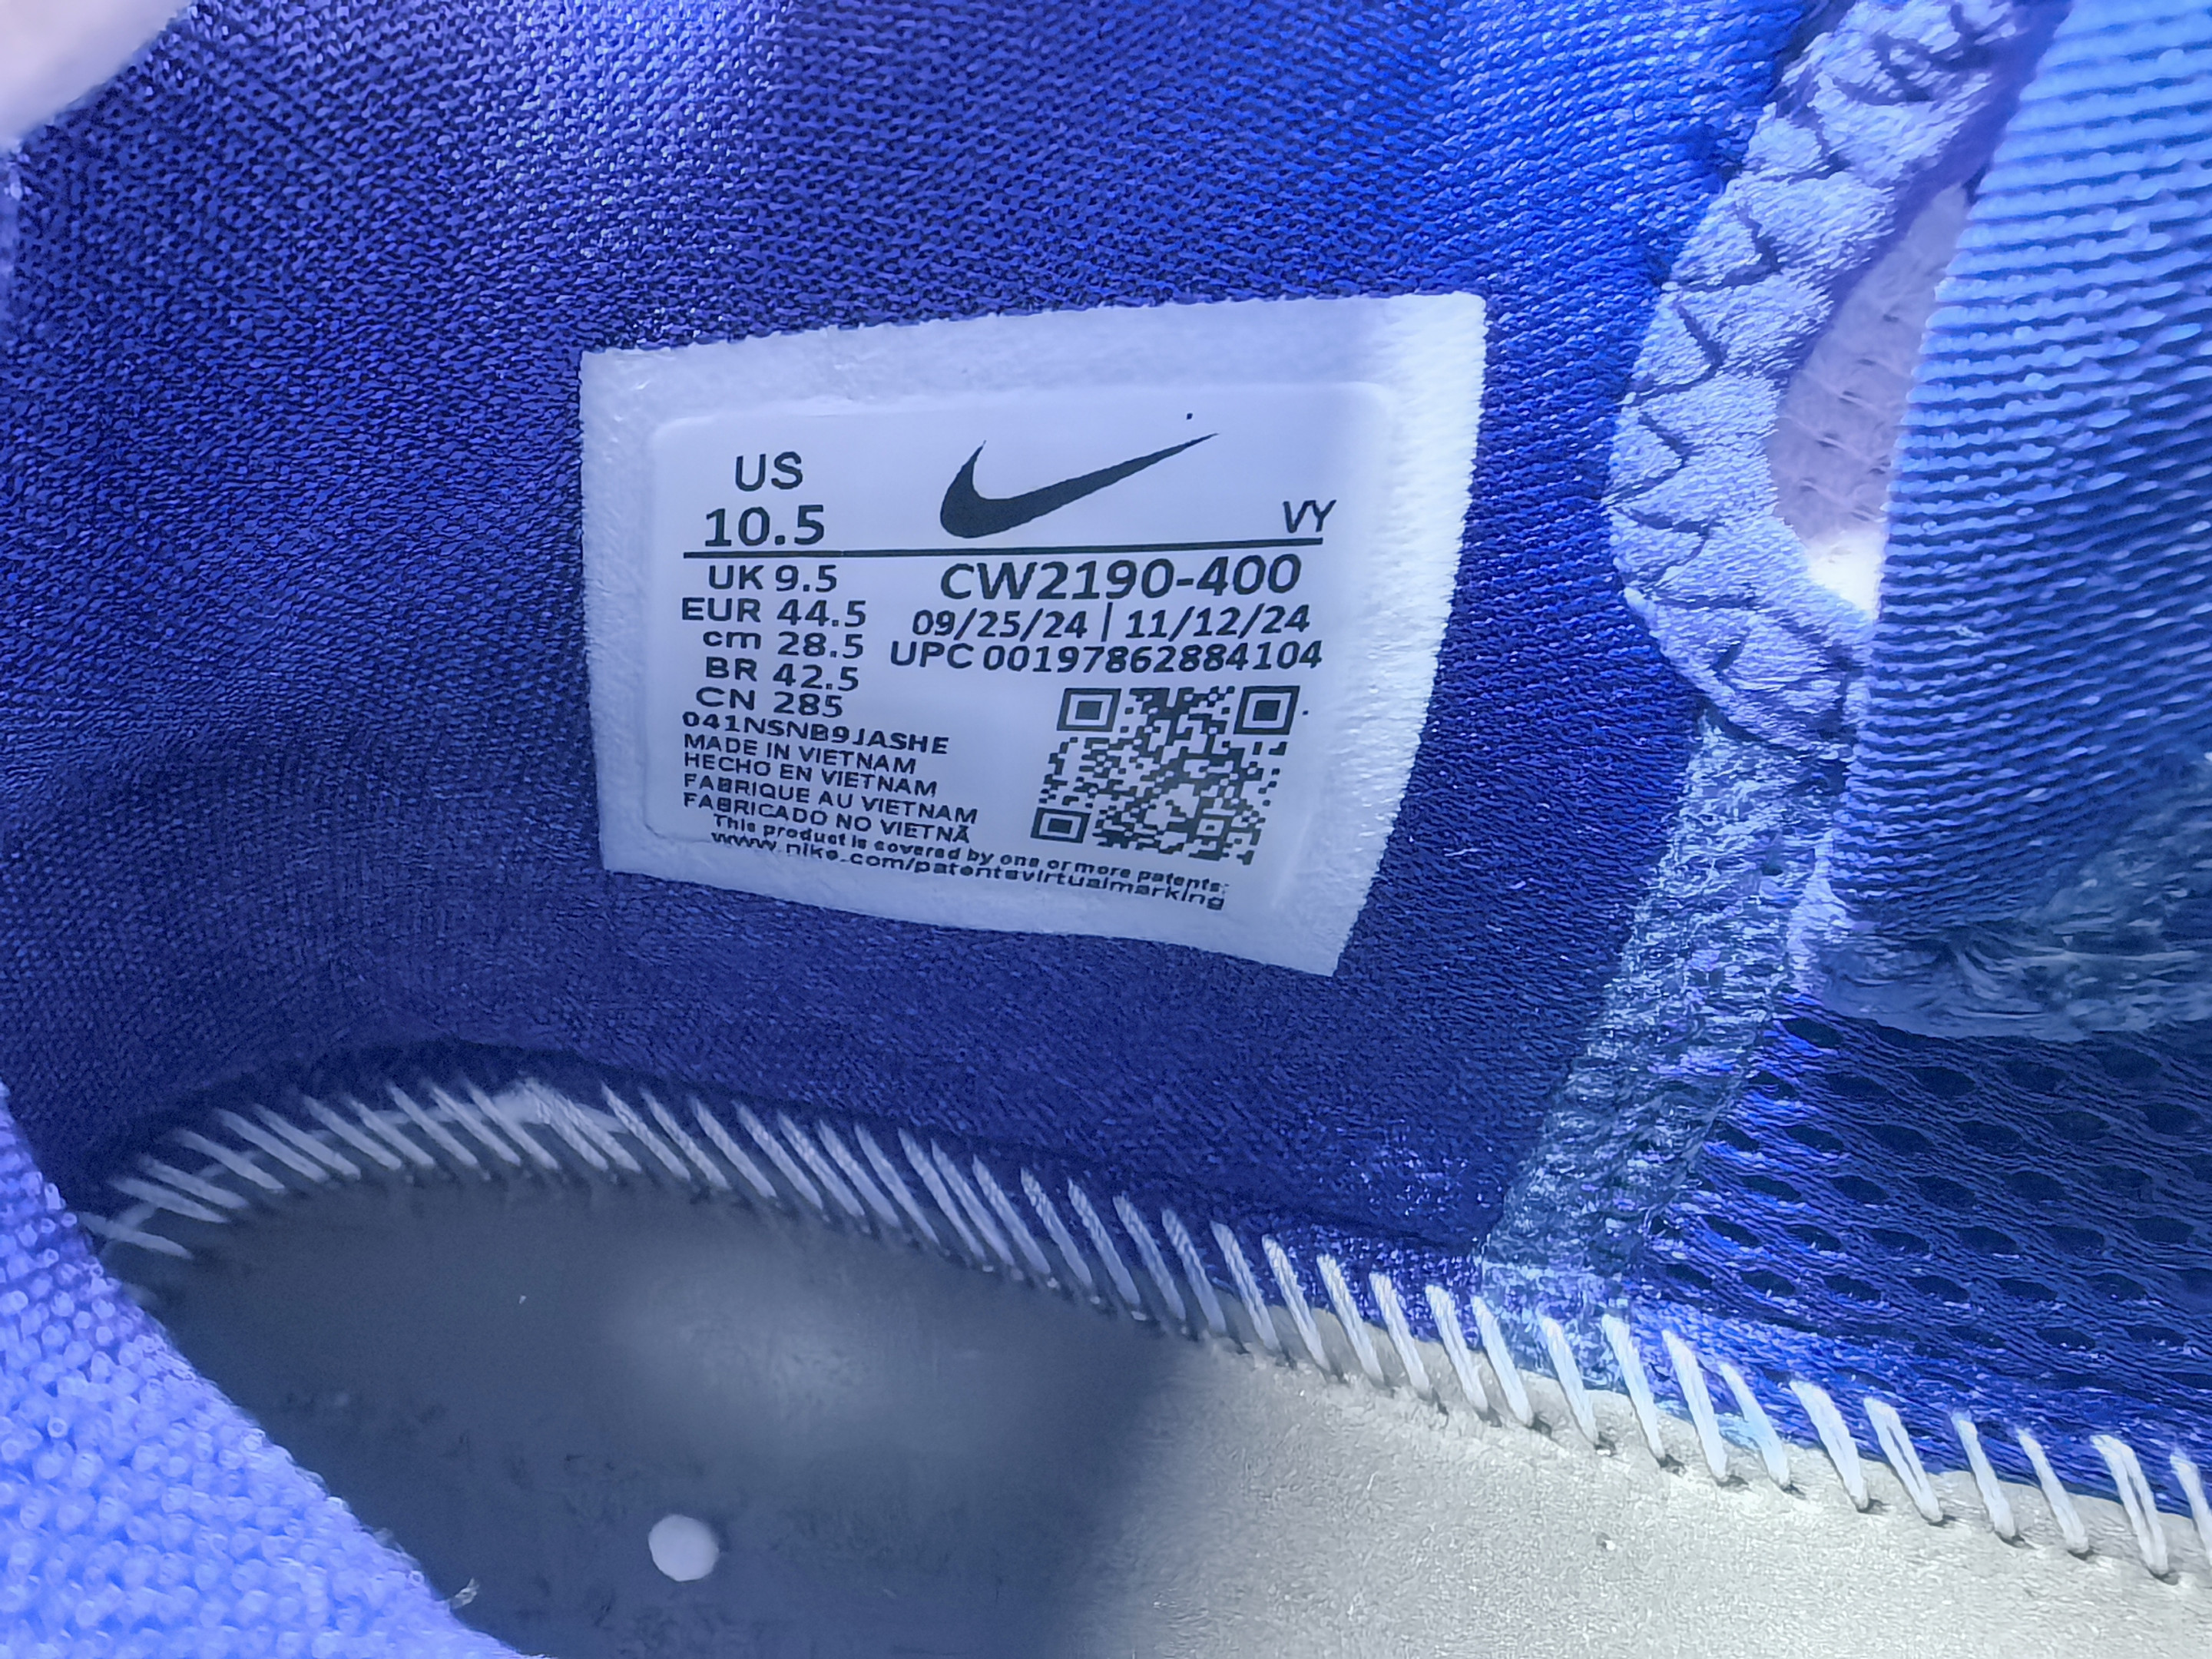 US
10.5
VY
UK 9.5
EUR 44.5
cm 28.5
BR 42.5
CN 285
CW2190-400
09/25/24 | 11/12/24
UPC 00197862884104
041NSNB9JASHE
MADE IN VIETNAM
HECHO EN VIETNAM
FABRIQUE AU VIETNAM
FABRICADO NO VIETNÃ
This product is covered by one or more patents:
www.nike.com/patentsvirtualmarking